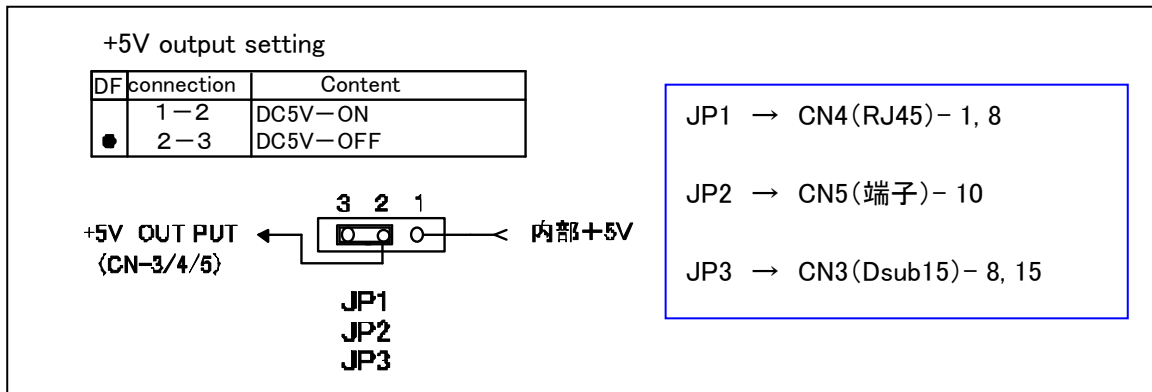 +5V output setting
DF connection Content
1－2 DC5V－ON
● 2－3 DC5V－OFF
3 2 1
+5V OUT PUT
(CN-3/4/5)
内部＋5V
JP1
JP2
JP3
JP1 → CN4(RJ45)- 1, 8
JP2 → CN5(端子)- 10
JP3 → CN3(Dsub15)- 8, 15